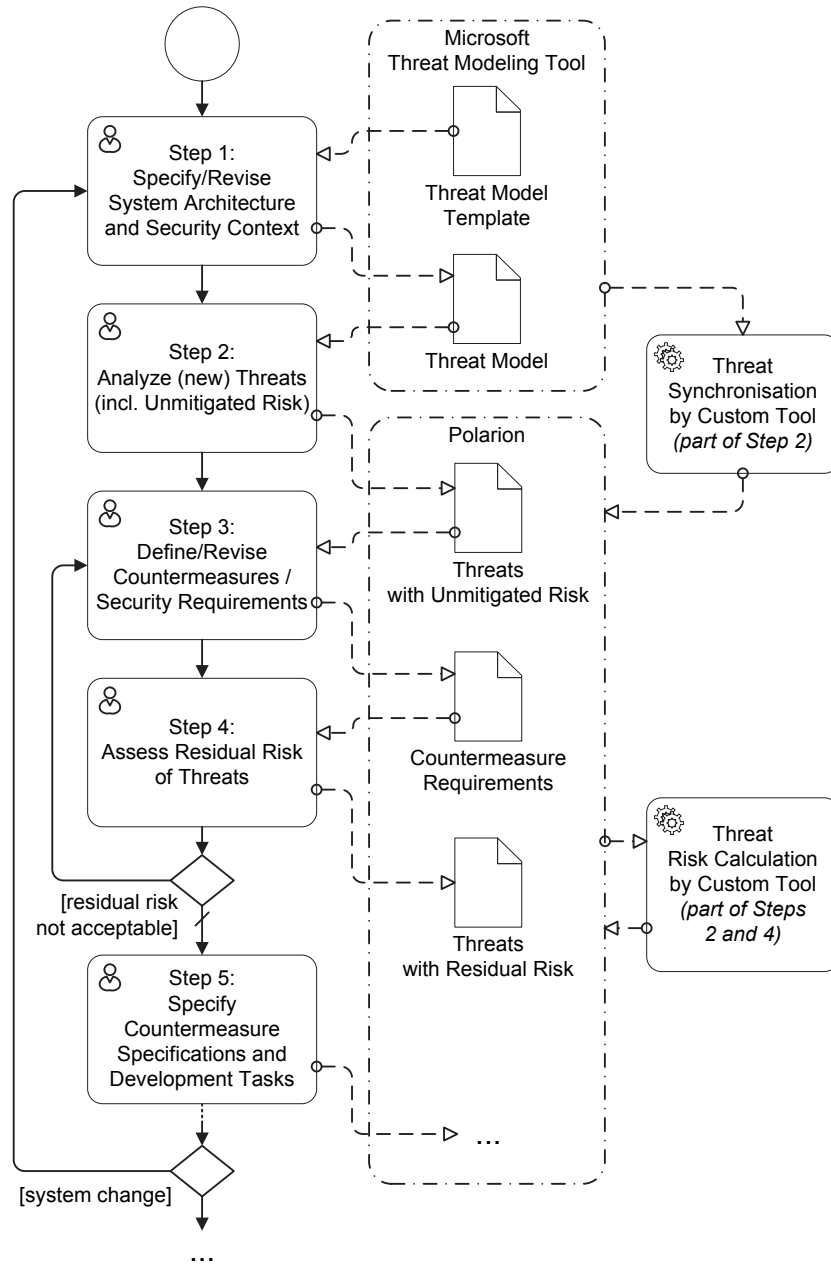 Microsoft
Threat Modeling Tool
Step 1:
Specify/Revise
System Architecture
and Security Context
Threat Model
Template
Step 2:
Analyze (new) Threats
(incl. Unmitigated Risk)
Threat Model
Threat
Synchronisation
by Custom Tool
(part of Step 2)
Polarion
Step 3:
Define/Revise
Countermeasures /
Security Requirements
Threats
with Unmitigated Risk
Step 4:
Assess Residual Risk
of Threats
Countermeasure
Requirements
Threat
Risk Calculation
by Custom Tool
(part of Steps
2 and 4)
[residual risk
not acceptable]
Threats
with Residual Risk
Step 5:
Specify
Countermeasure
Specifications and
Development Tasks
...
[system change]
...